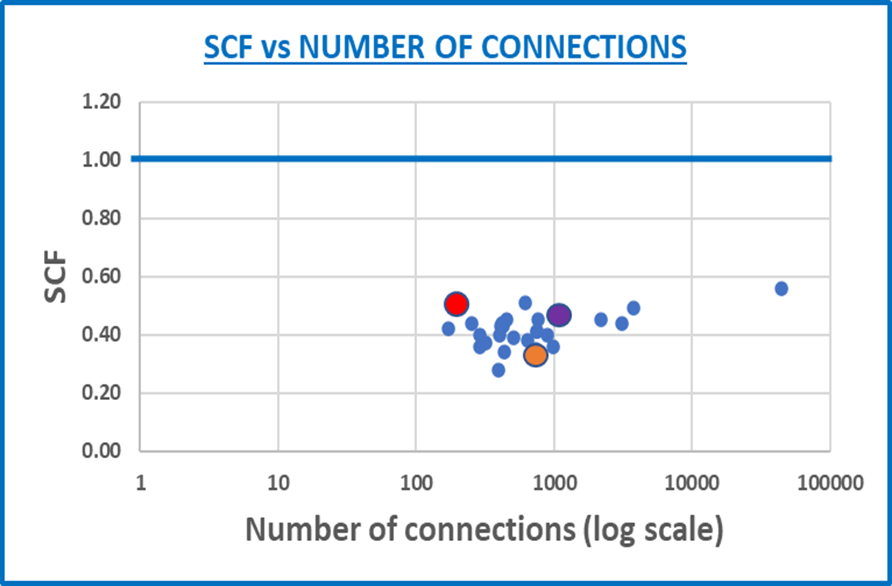 SCF vs NUMBER OF CONNECTIONS
1.20
1.00
0.80
0.60
0.40
0.20
0.00
SCF
1 10 100 1000 10000 100000
Number of connections (log scale)